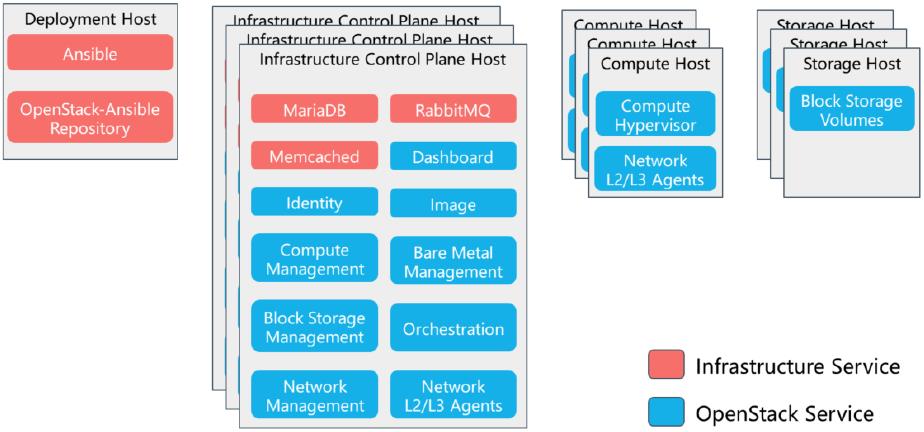 Deployment Host
Ansible
OpenStack-Ansible
Repository
Infrastructure Control Plane Host
Infrastructure Control Plane Host
Infrastructure Control Plane Host
MariaDB
RabbitMQ
Memcached
Dashboard
Identity
Image
Compute
Management
Bare Metal
Management
Block Storage
Management
Orchestration
Network
Management
Network
L2/L3 Agents
Compute Host
Compute Host
Compute Host
Compute
Hypervisor
Network
L2/L3 Agents
Storage Host
Storage Host
Storage Host
Block Storage
Volumes
Infrastructure Service
OpenStack Service